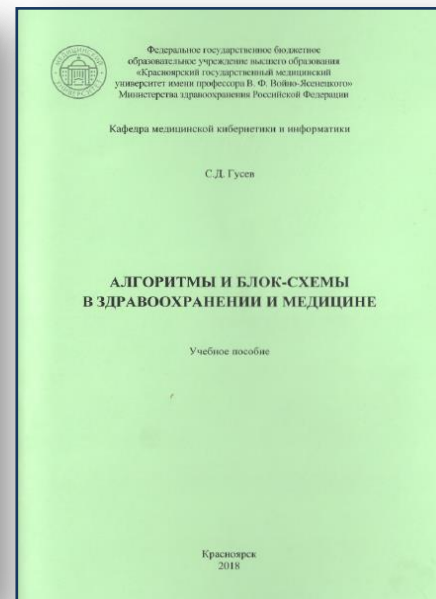 Федеральное государственное бюджетное
образовательное учреждение высшего образования
«Красноярский государственный медицинский
университет имени профессора В. Ф. Войно-Ясенецкого»
Министерства здравоохранения Российской Федерации
Кафедра медицинской кибернетики и информатики
С.Д. Гусев
АЛГОРИТМЫ И БЛОК-СХЕМЫ
В ЗДРАВООХРАНЕНИИ И МЕДИЦИНЕ
Учебное пособие
Красноярск
2018